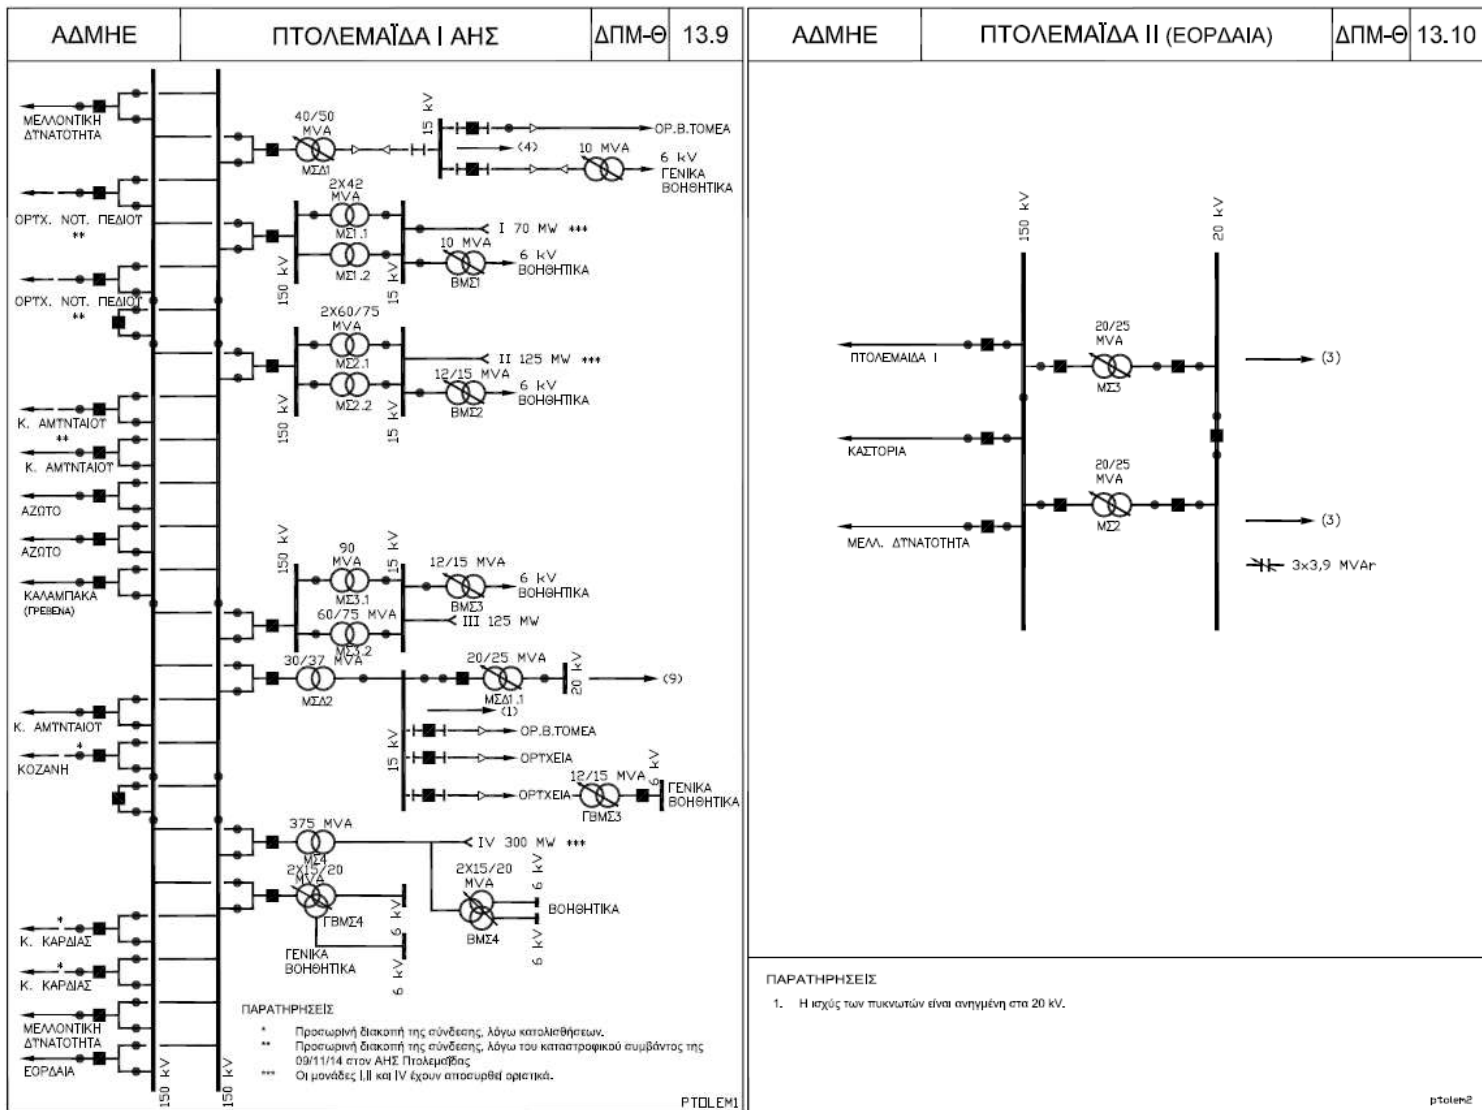 ΑΔΜΗΕ
ΠΤΟΛΕΜΑΪΔΑ Ι ΑΗΣ
ΔΠΜ-Θ
13.9
ΜΕΛΛΟΝΤΙΚΗ
ΔΥΝΑΤΟΤΗΤΑ
ΟΡΥΧ. ΝΟΤ. ΠΕΔΙΟΥ
**
ΟΡΥΧ. ΝΟΤ. ΠΕΔΙΟΥ
**
Κ. ΑΜΥΝΤΑΙΟΥ
**
Κ. ΑΜΥΝΤΑΙΟΥ
ΑΖΩΤΟ
ΑΖΩΤΟ
ΚΑΛΑΜΠΑΚΑ
(ΓΡΕΒΕΝΑ)
Κ. ΑΜΥΝΤΑΙΟΥ
*
ΚΟΖΑΝΗ
*
Κ. ΚΑΡΔΙΑΣ
*
Κ. ΚΑΡΔΙΑΣ
ΜΕΛΛΟΝΤΙΚΗ
ΔΥΝΑΤΟΤΗΤΑ
ΕΟΡΔΑΙΑ
150 kV
150 kV
40/50
MVA
ΜΣΔ1
15 kV
ΟΡ.Β.ΤΟΜΕΑ
(4)
10 MVA
6 kV
ΓΕΝΙΚΑ
ΒΟΗΘΗΤΙΚΑ
2X42
MVA
ΜΣ1.1
ΜΣ1.2
150 kV
15 kV
I 70 MW ***
10 MVA
ΒΜΣ1
6 kV
ΒΟΗΘΗΤΙΚΑ
2X60/75
MVA
ΜΣ2.1
ΜΣ2.2
150 kV
15 kV
II 125 MW ***
12/15 MVA
ΒΜΣ2
6 kV
ΒΟΗΘΗΤΙΚΑ
150 kV
15 kV
90
MVA
ΜΣ3.1
60/75 MVA
ΜΣ3.2
12/15 MVA
ΒΜΣ3
6 kV
ΒΟΗΘΗΤΙΚΑ
III 125 MW
30/37 MVA
ΜΣΔ2
20/25 MVA
ΜΣΔ1.1
20 kV
(9)
(1)
15 kV
ΟΡ.Β.ΤΟΜΕΑ
ΟΡΥΧΕΙΑ
ΟΡΥΧΕΙΑ
12/15 MVA
ΓΒΜΣ3
6 kV
ΓΕΝΙΚΑ
ΒΟΗΘΗΤΙΚΑ
375 MVA
ΜΣ4
IV 300 MW ***
2X15/20
MVA
ΓΒΜΣ4
6 kV
6 kV
ΓΕΝΙΚΑ
ΒΟΗΘΗΤΙΚΑ
2X15/20
MVA
ΒΜΣ4
6 kV
6 kV
ΒΟΗΘΗΤΙΚΑ
ΠΑΡΑΤΗΡΗΣΕΙΣ
* Προσωρινή διακοπή της σύνδεσης, λόγω κατολισθήσεων.
** Προσωρινή διακοπή της σύνδεσης, λόγω του καταστροφικού συμβάντος της
09/11/14 στον ΑΗΣ Πτολεμαΐδας
*** Οι μονάδες Ι,ΙΙ και IV έχουν αποσυρθεί οριστικά.
PTOLEM1
ΑΔΜΗΕ
ΠΤΟΛΕΜΑΪΔΑ ΙΙ (ΕΟΡΔΑΙΑ)
ΔΠΜ-Θ
13.10
150 kV
20 kV
ΠΤΟΛΕΜΑΙΔΑ Ι
20/25
MVA
ΜΣ3
(3)
ΚΑΣΤΟΡΙΑ
20/25
MVA
ΜΣ2
(3)
ΜΕΛΛ. ΔΥΝΑΤΟΤΗΤΑ
3x3,9 MVAr
ΠΑΡΑΤΗΡΗΣΕΙΣ
1. Η ισχύς των πυκνωτών είναι ανηγμένη στα 20 kV.
ptolem2